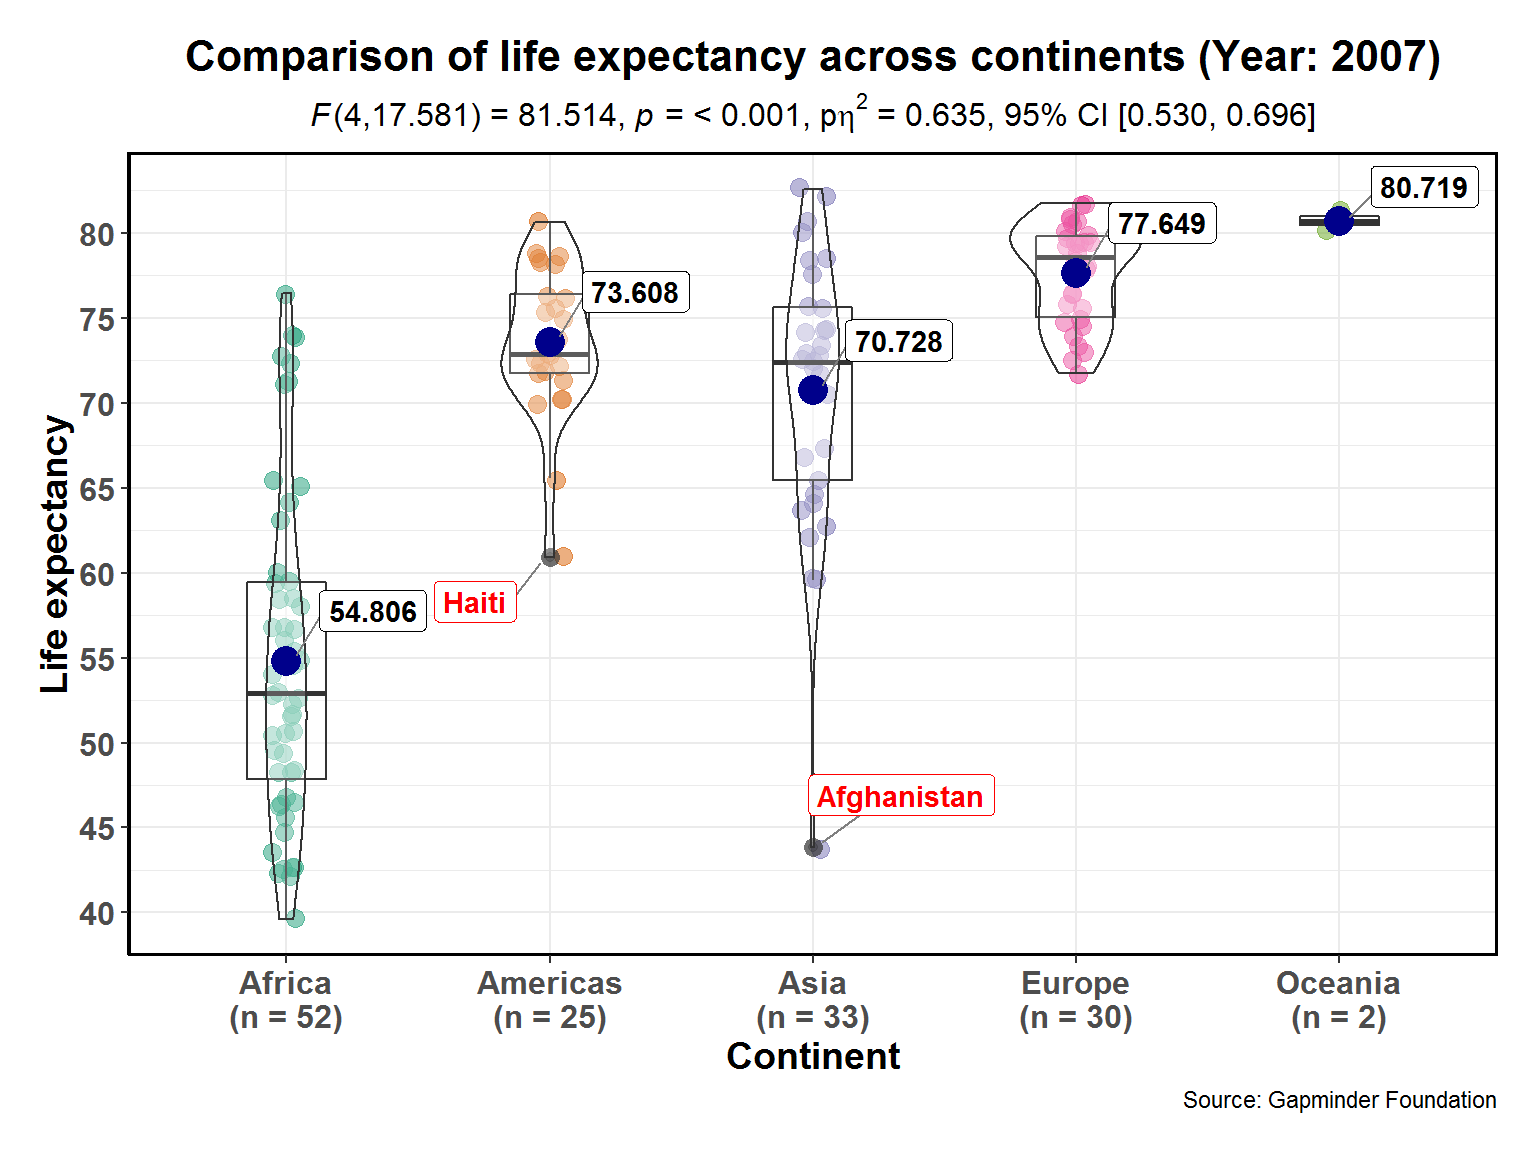 Comparison of life expectancy across continents (Year: 2007)
F(4,17.581) = 81.514, p = < 0.001, pη² = 0.635, 95% CI [0.530, 0.696]
Life expectancy
80
75
70
65
60
55
50
45
40
54.806
73.608
70.728
77.649
80.719
Haiti
Afghanistan
Africa
(n = 52)
Americas
(n = 25)
Asia
(n = 33)
Europe
(n = 30)
Oceania
(n = 2)
Continent
Source: Gapminder Foundation